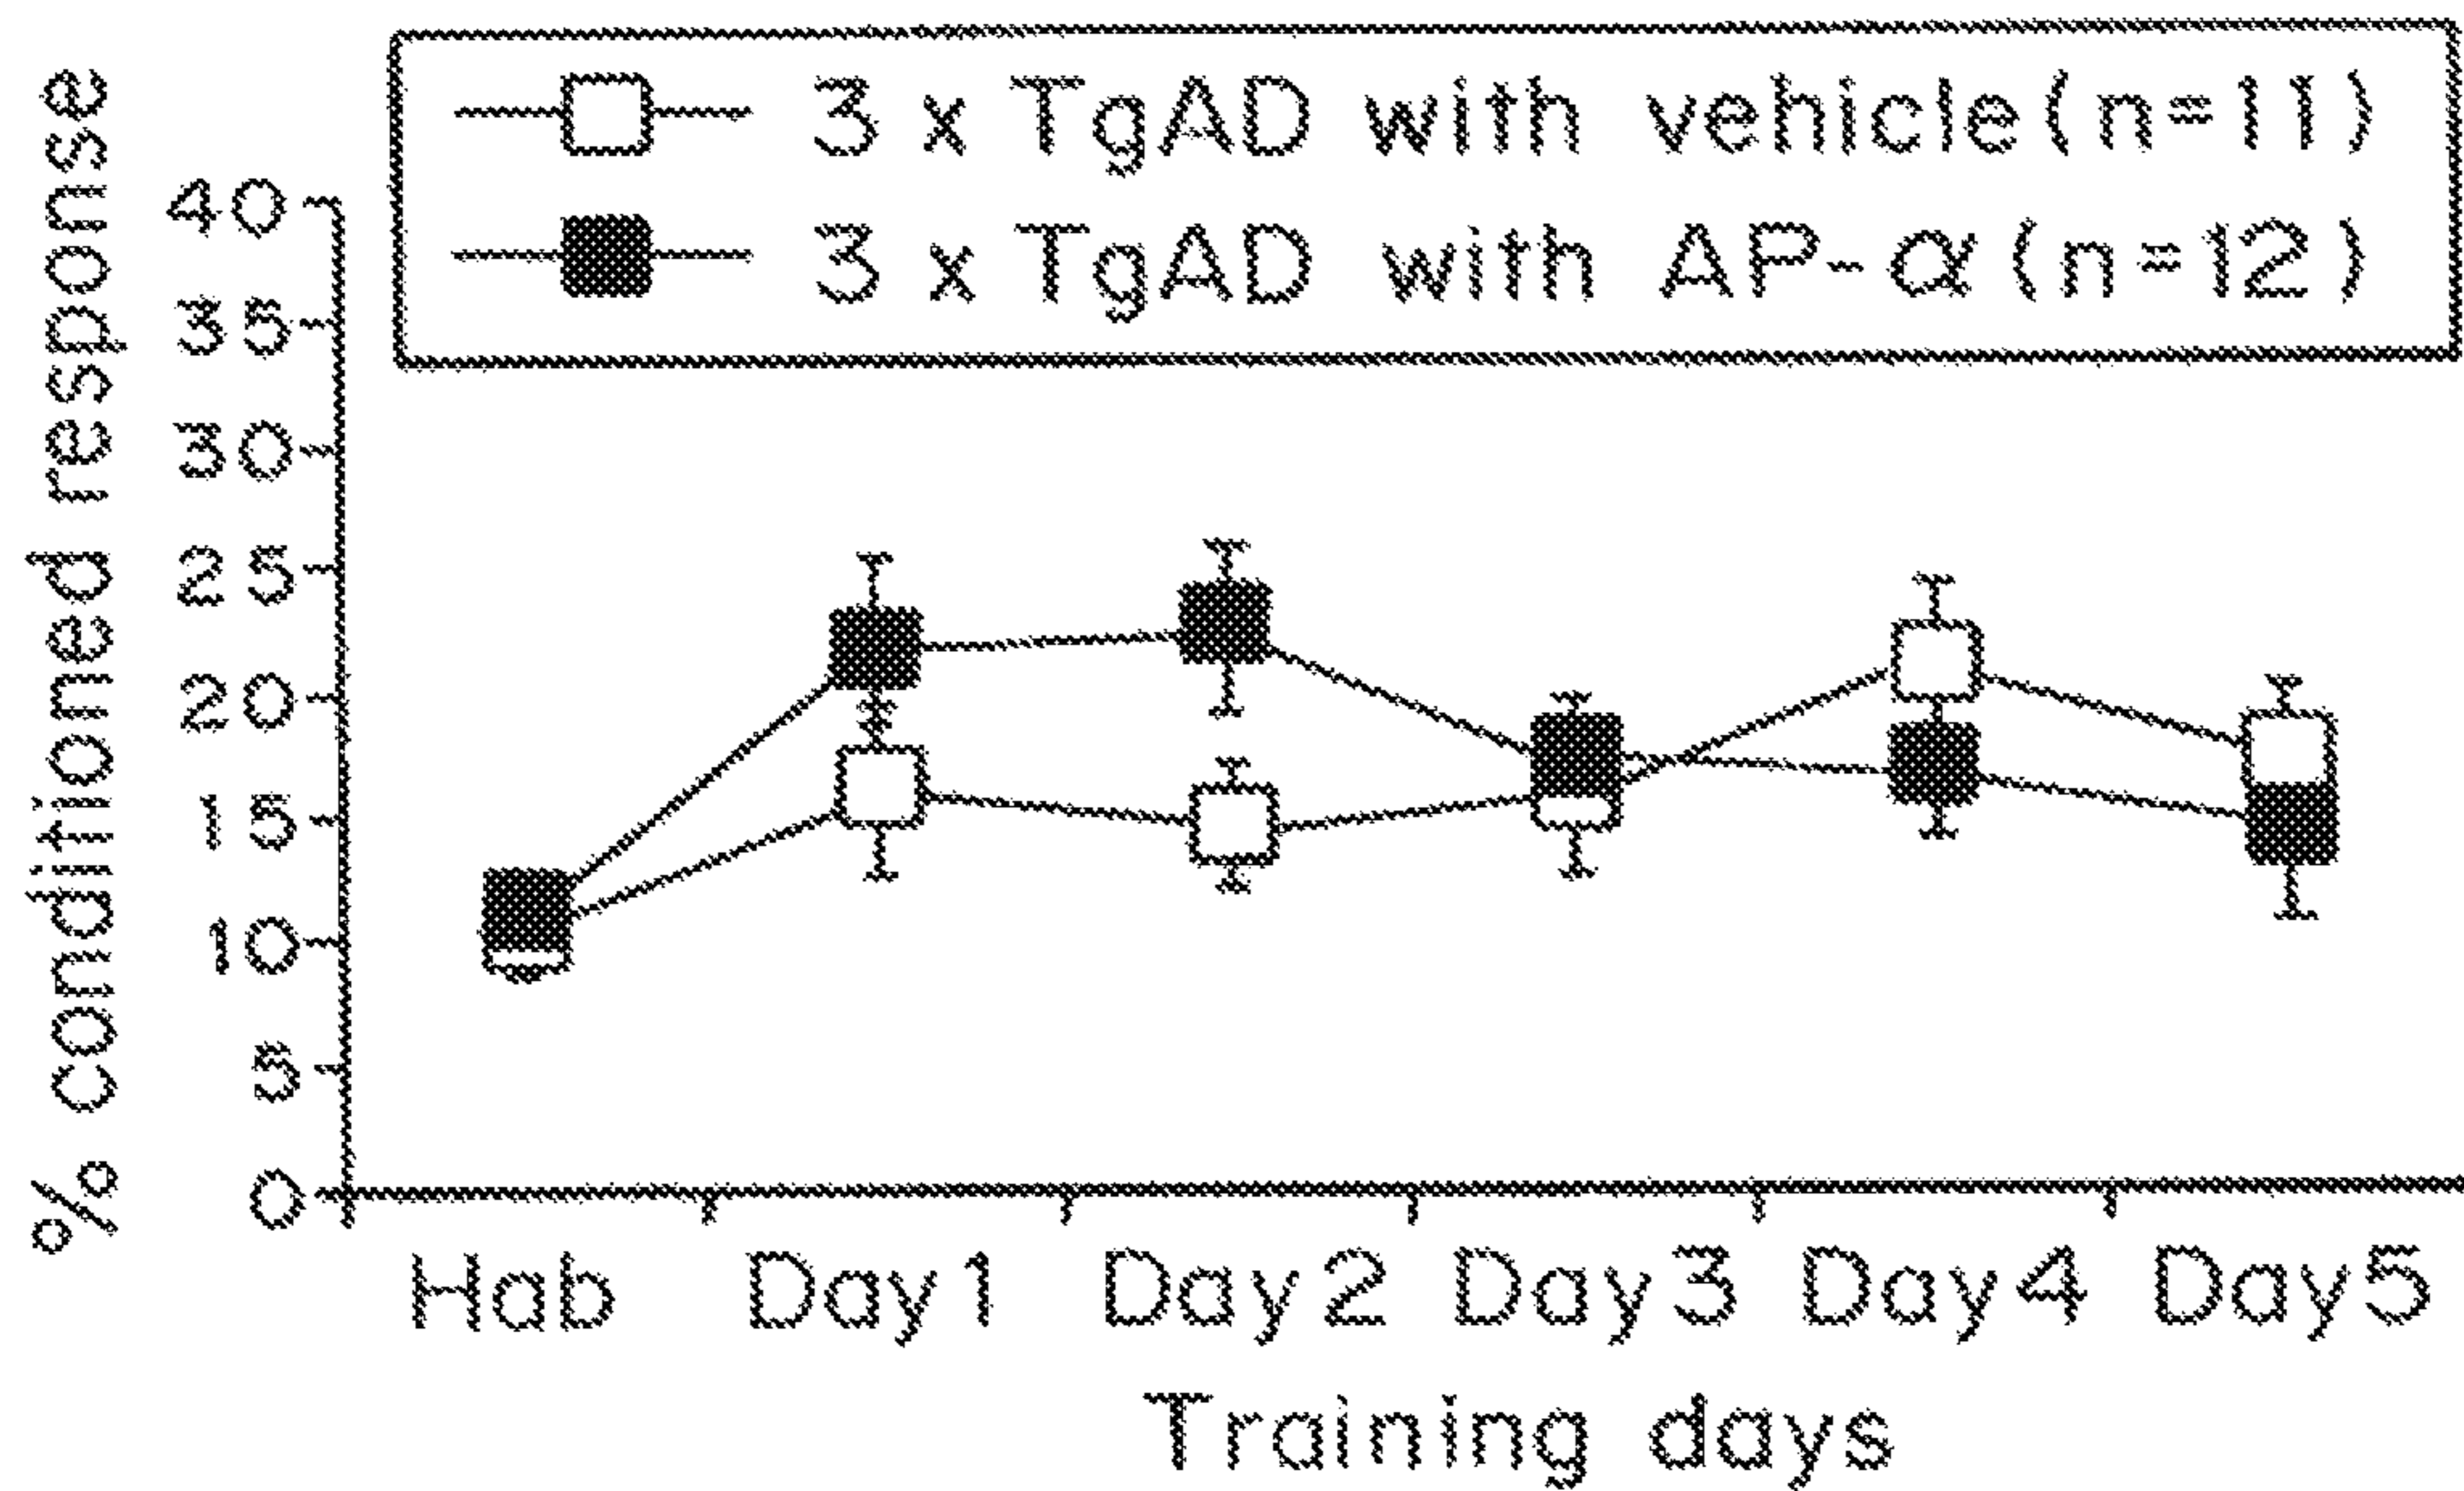 3 x TgAD with vehicle (n=11)
3 x TgAD with AP-α (n=12)
% conditioned response
40
35
30
25
20
15
10
5
0
Hab Day1 Day2 Day3 Day4 Day5
Training days